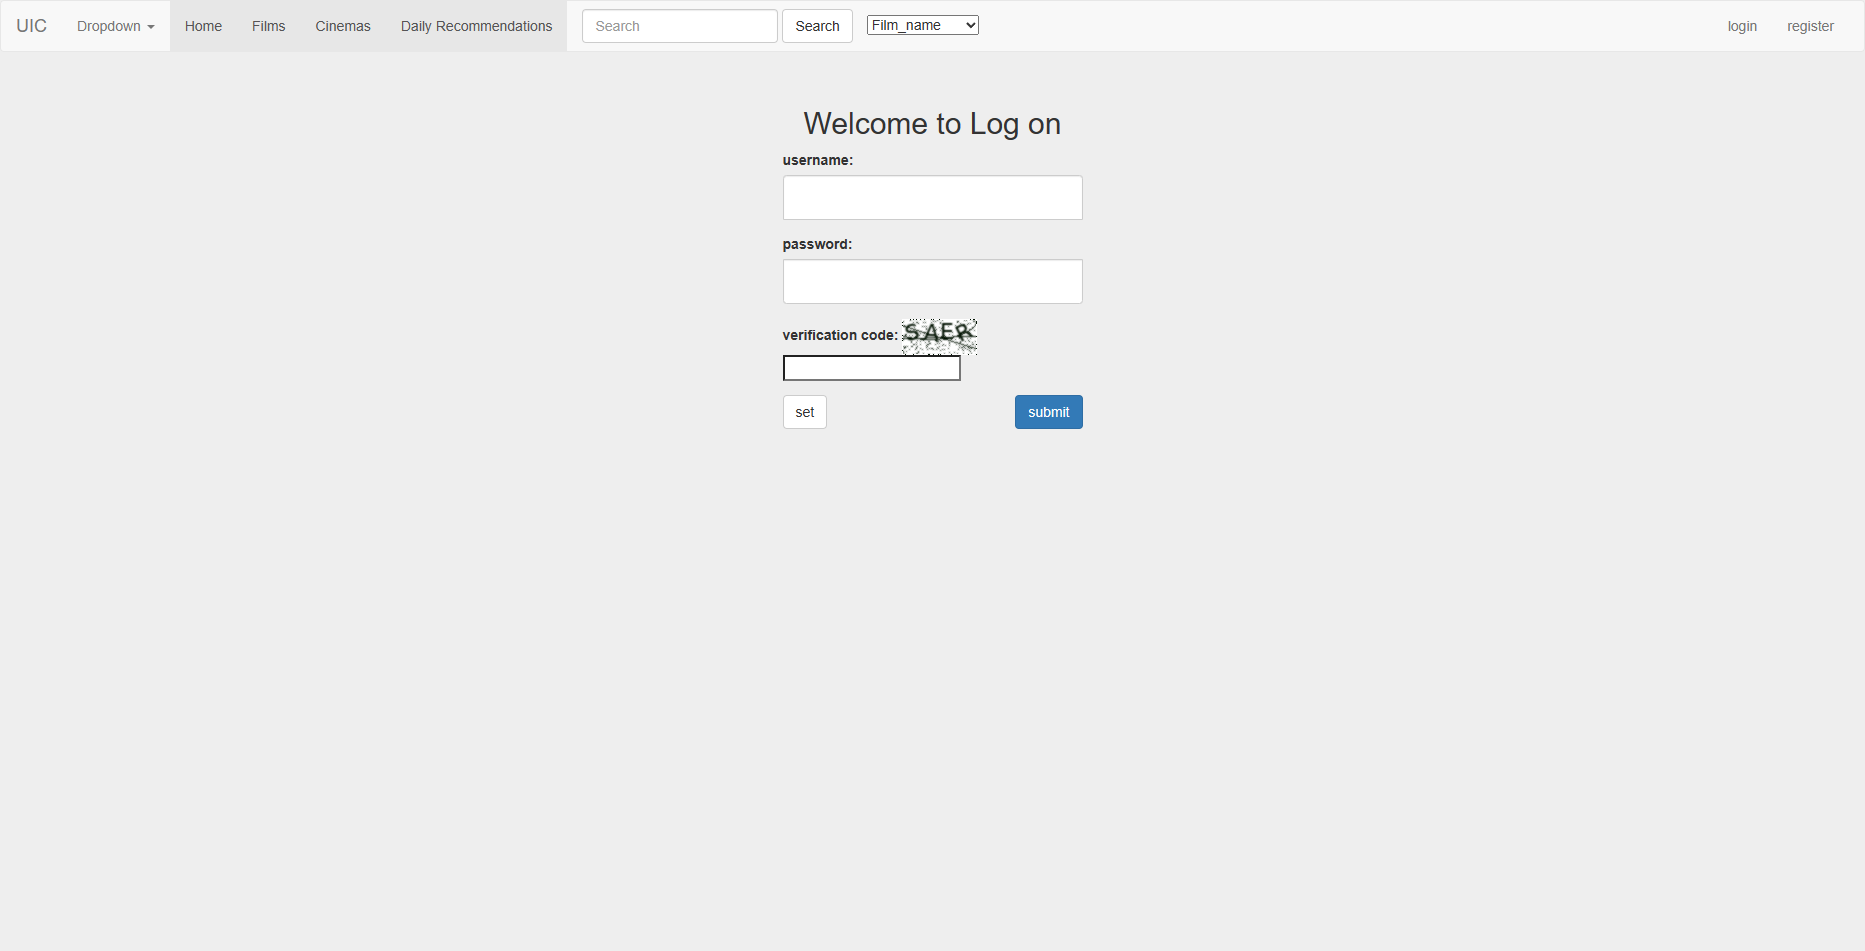 UIC Dropdown Home Films Cinemas Daily Recommendations Search Search Film_name login register
Welcome to Log on
username:
password:
verification code: SAER
set submit